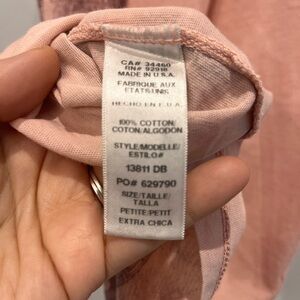 CA# 34460
RN# 92918
MADE IN U.S.A.
FABRIQUE AUX
ETATS UNIS
HECHO EN E.U.A.
100% COTTON/
COTON/ALGODON
STYLE/MODELLE/
ESTILO#
13811 DB
PO# 629790
SIZE/TAILLE/
TALLA
PETITE/PETIT
EXTRA CHICA